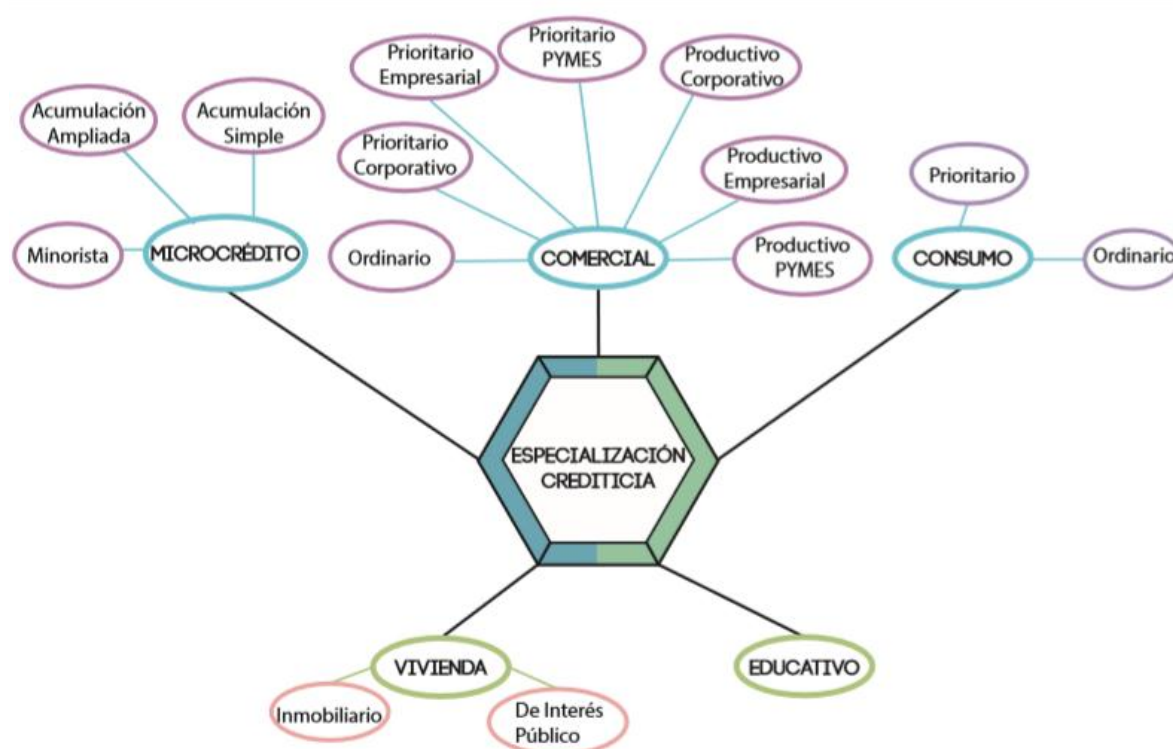 Prioritario
PYMES
Prioritario
Empresarial
Productivo
Corporativo
Acumulación
Ampliada
Acumulación
Simple
Prioritario
Corporativo
Productivo
Empresarial
Prioritario
Minorista
MICROCRÉDITO
Ordinario
COMERCIAL
Productivo
PYMES
CONSUMO
Ordinario
ESPECIALIZACIÓN
CREDITICIA
VIVIENDA
EDUCATIVO
Inmobiliario
De Interés
Público